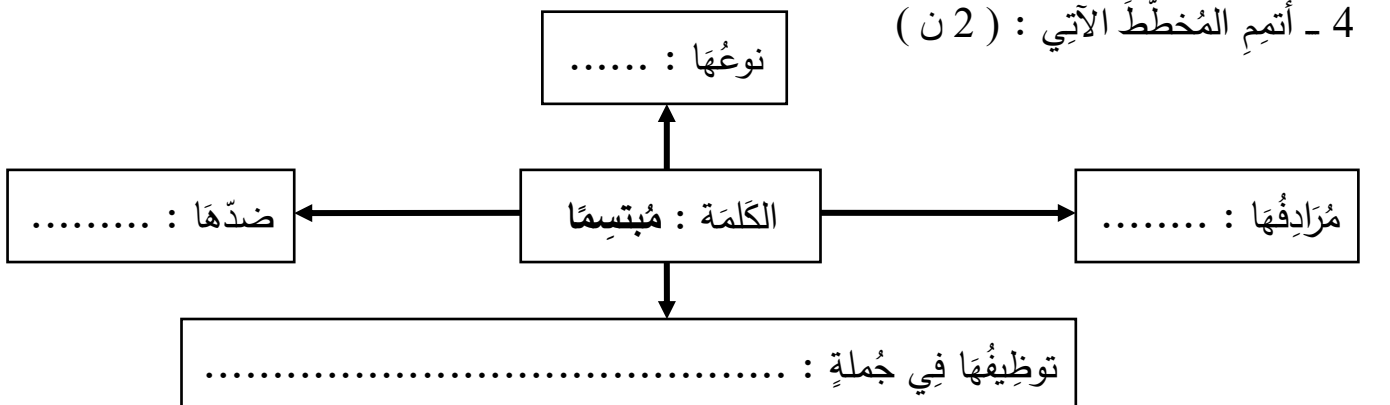 4 ـ أتمِمِ المُخطّطَ الآتِي : ( 2 ن )
نوعُهَا : ......
مُرَادِفُهَا : ........
الكَلمَة : مُبتسِمًا
ضدّهَا : .........
توظِيفُهَا فِي جُملةٍ : ...........................................